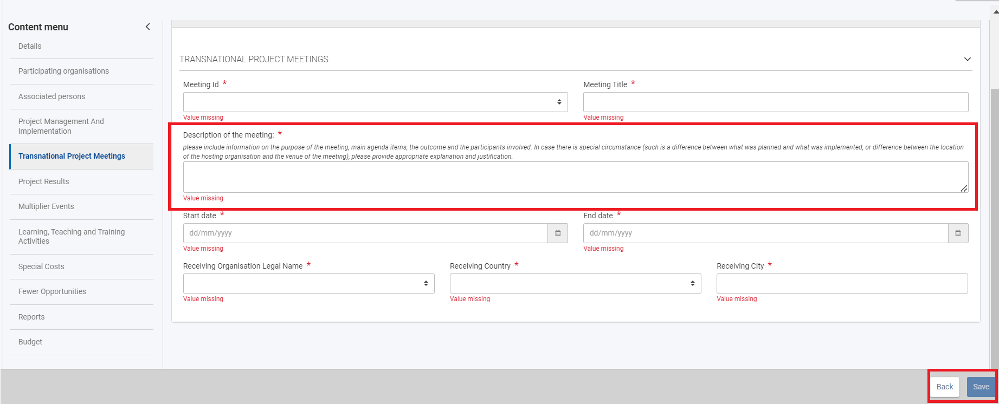 Content menu
Details
Participating organisations
Associated persons
Project Management And
Implementation
Transnational Project Meetings
Project Results
Multiplier Events
Learning, Teaching and Training
Activities
Special Costs
Fewer Opportunities
Reports
Budget
TRANSNATIONAL PROJECT MEETINGS
Meeting Id *
Value missing
Meeting Title *
Value missing
Description of the meeting: *
please include information on the purpose of the meeting, main agenda items, the outcome and the participants involved. In case there is special circumstance (such is a difference between what was planned and what was implemented, or difference between the location
of the hosting organisation and the venue of the meeting), please provide appropriate explanation and justification.
Value missing
Start date *
dd/mm/yyyy
Value missing
End date *
dd/mm/yyyy
Value missing
Receiving Organisation Legal Name *
Value missing
Receiving Country *
Value missing
Receiving City *
Value missing
Back
Save